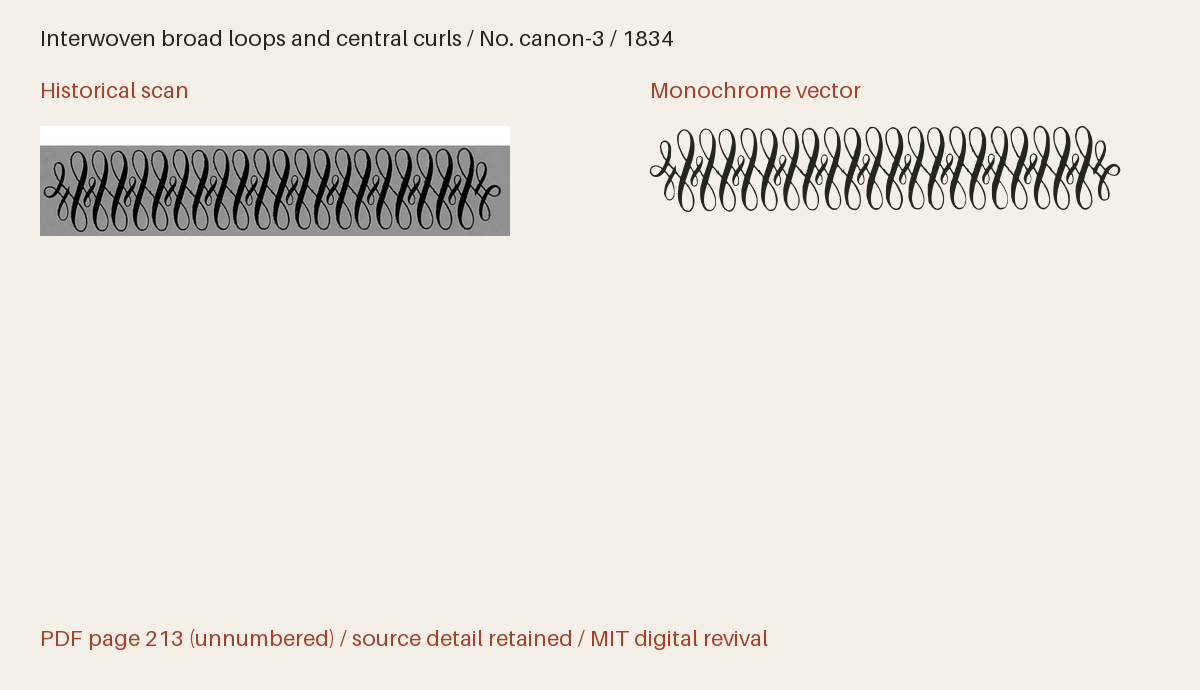 Interwoven broad loops and central curls / No. canon-3 / 1834
Historical scan
Monochrome vector
PDF page 213 (unnumbered) / source detail retained / MIT digital revival